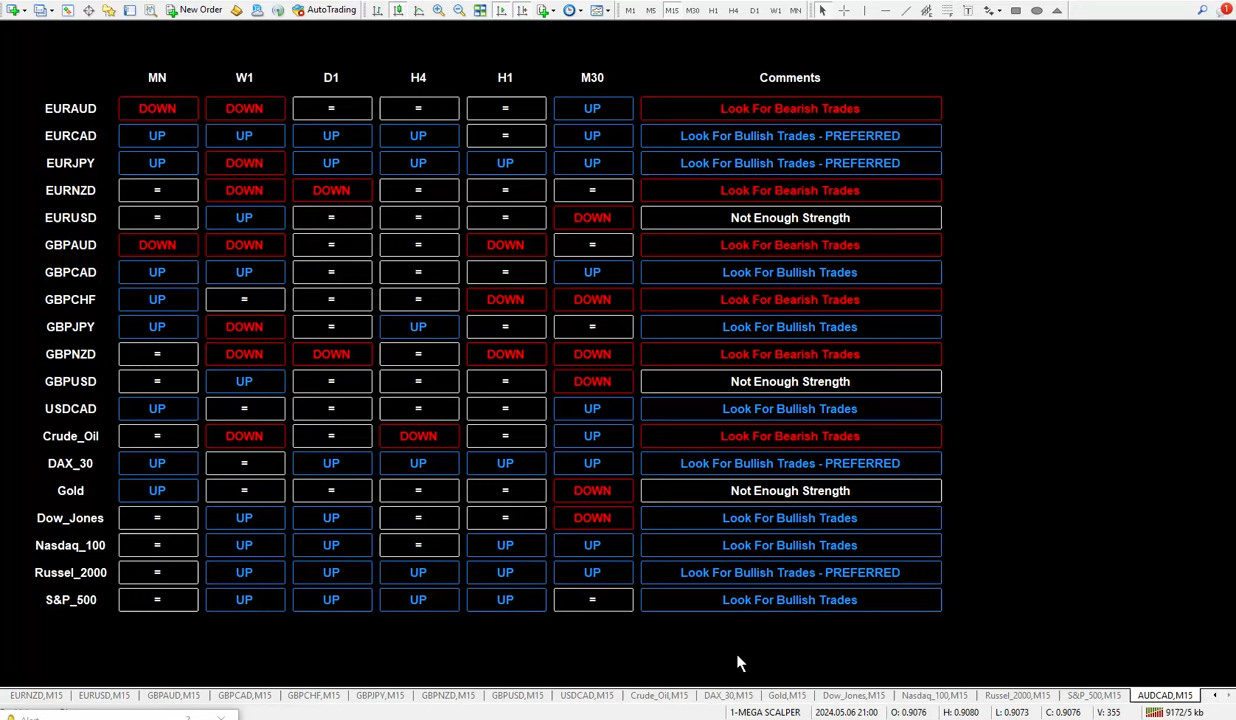 New Order AutoTrading M1 M5 M15 M30 H1 H4 D1 W1 MN 1
MN W1 D1 H4 H1 M30 Comments
EURAUD DOWN DOWN = = = UP Look For Bearish Trades
EURCAD UP UP UP UP = UP Look For Bullish Trades - PREFERRED
EURJPY UP DOWN UP UP UP UP Look For Bullish Trades - PREFERRED
EURNZD = DOWN DOWN = = = Look For Bearish Trades
EURUSD = UP = = = DOWN Not Enough Strength
GBPAUD DOWN DOWN = = DOWN = Look For Bearish Trades
GBPCAD UP UP = = = UP Look For Bullish Trades
GBPCHF UP = = = DOWN DOWN Look For Bearish Trades
GBPJPY UP DOWN = UP = = Look For Bullish Trades
GBPNZD = DOWN DOWN = DOWN DOWN Look For Bearish Trades
GBPUSD = UP = = = DOWN Not Enough Strength
USDCAD UP = = = = UP Look For Bullish Trades
Crude_Oil = DOWN = DOWN = UP Look For Bearish Trades
DAX_30 UP = UP UP UP UP Look For Bullish Trades - PREFERRED
Gold UP = = = = DOWN Not Enough Strength
Dow_Jones = UP UP = = DOWN Look For Bullish Trades
Nasdaq_100 = UP UP = UP UP Look For Bullish Trades
Russel_2000 = UP UP UP UP UP Look For Bullish Trades - PREFERRED
S&P_500 = UP UP UP UP = Look For Bullish Trades
EURNZD,M15 EURUSD,M15 GBPAUD,M15 GBPCAD,M15 GBPCHF,M15 GBPJPY,M15 GBPNZD,M15 GBPUSD,M15 USDCAD,M15 Crude_Oil,M15 DAX_30,M15 Gold,M15 Dow_Jones,M15 Nasdaq_100,M15 Russel_2000,M15 S&P_500,M15 AUDCAD,M15
1-MEGA SCALPER 2024.05.06 21:00 O: 0.9076 H: 0.9080 L: 0.9073 C: 0.9076 V: 355 9172/5 kb